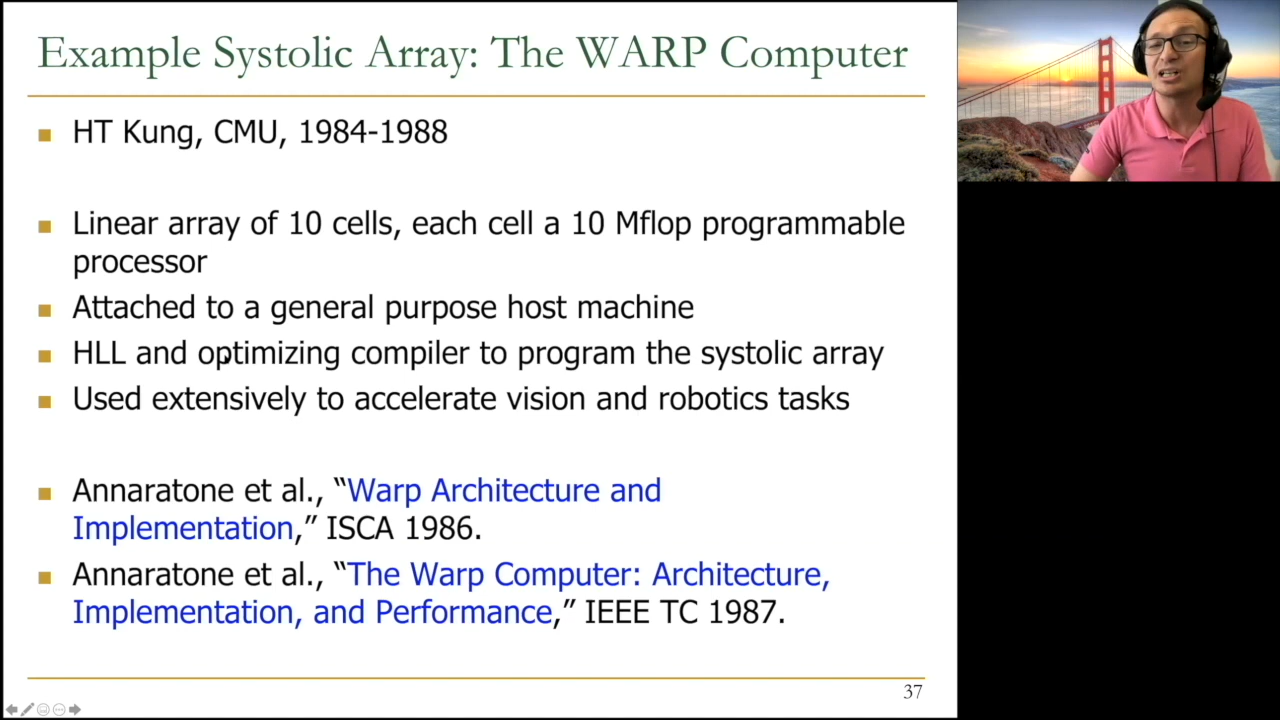 Example Systolic Array: The WARP Computer
HT Kung, CMU, 1984-1988
Linear array of 10 cells, each cell a 10 Mflop programmable
processor
Attached to a general purpose host machine
HLL and optimizing compiler to program the systolic array
Used extensively to accelerate vision and robotics tasks
Annaratone et al., “Warp Architecture and
Implementation,” ISCA 1986.
Annaratone et al., “The Warp Computer: Architecture,
Implementation, and Performance,” IEEE TC 1987.
37